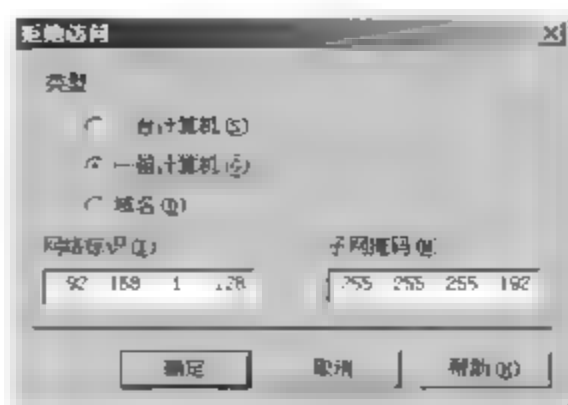 拒绝访问
类型
一台计算机(S)
一组计算机(G)
域名(D)
网络标识(I): 子网掩码(M):
192 168 1 128 255 255 255 192
确定 取消 帮助(H)